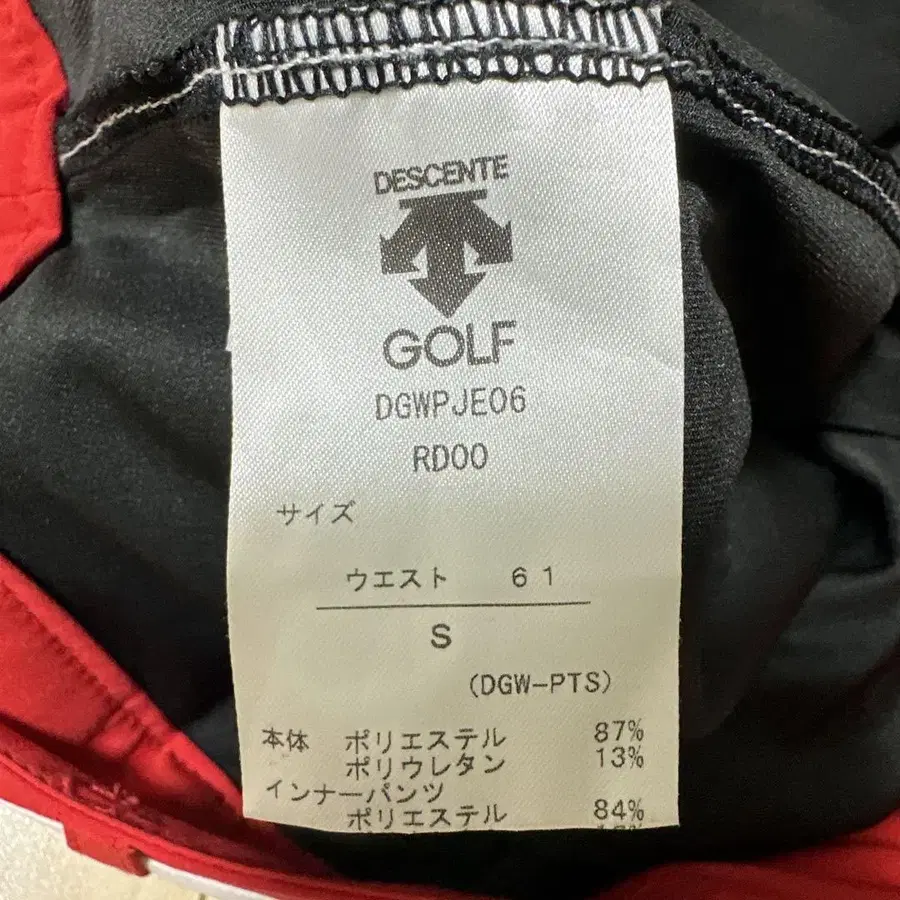 DESCENTE
GOLF
DGWPJE06
RD00
サイズ
ウエスト 61
S
(DGW-PTS)
本体 ポリエステル 87%
ポリウレタン 13%
インナーパンツ
ポリエステル 84%